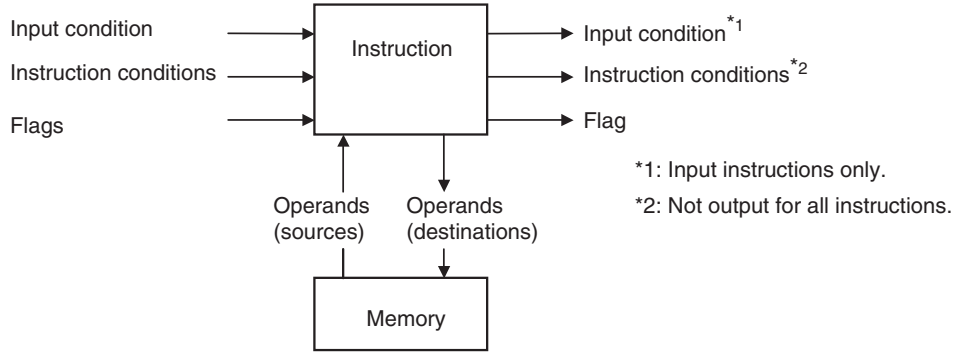 Input condition
Instruction conditions
Flags
Instruction
Input condition*1
Instruction conditions*2
Flag
*1: Input instructions only.
*2: Not output for all instructions.
Operands
(sources)
Operands
(destinations)
Memory